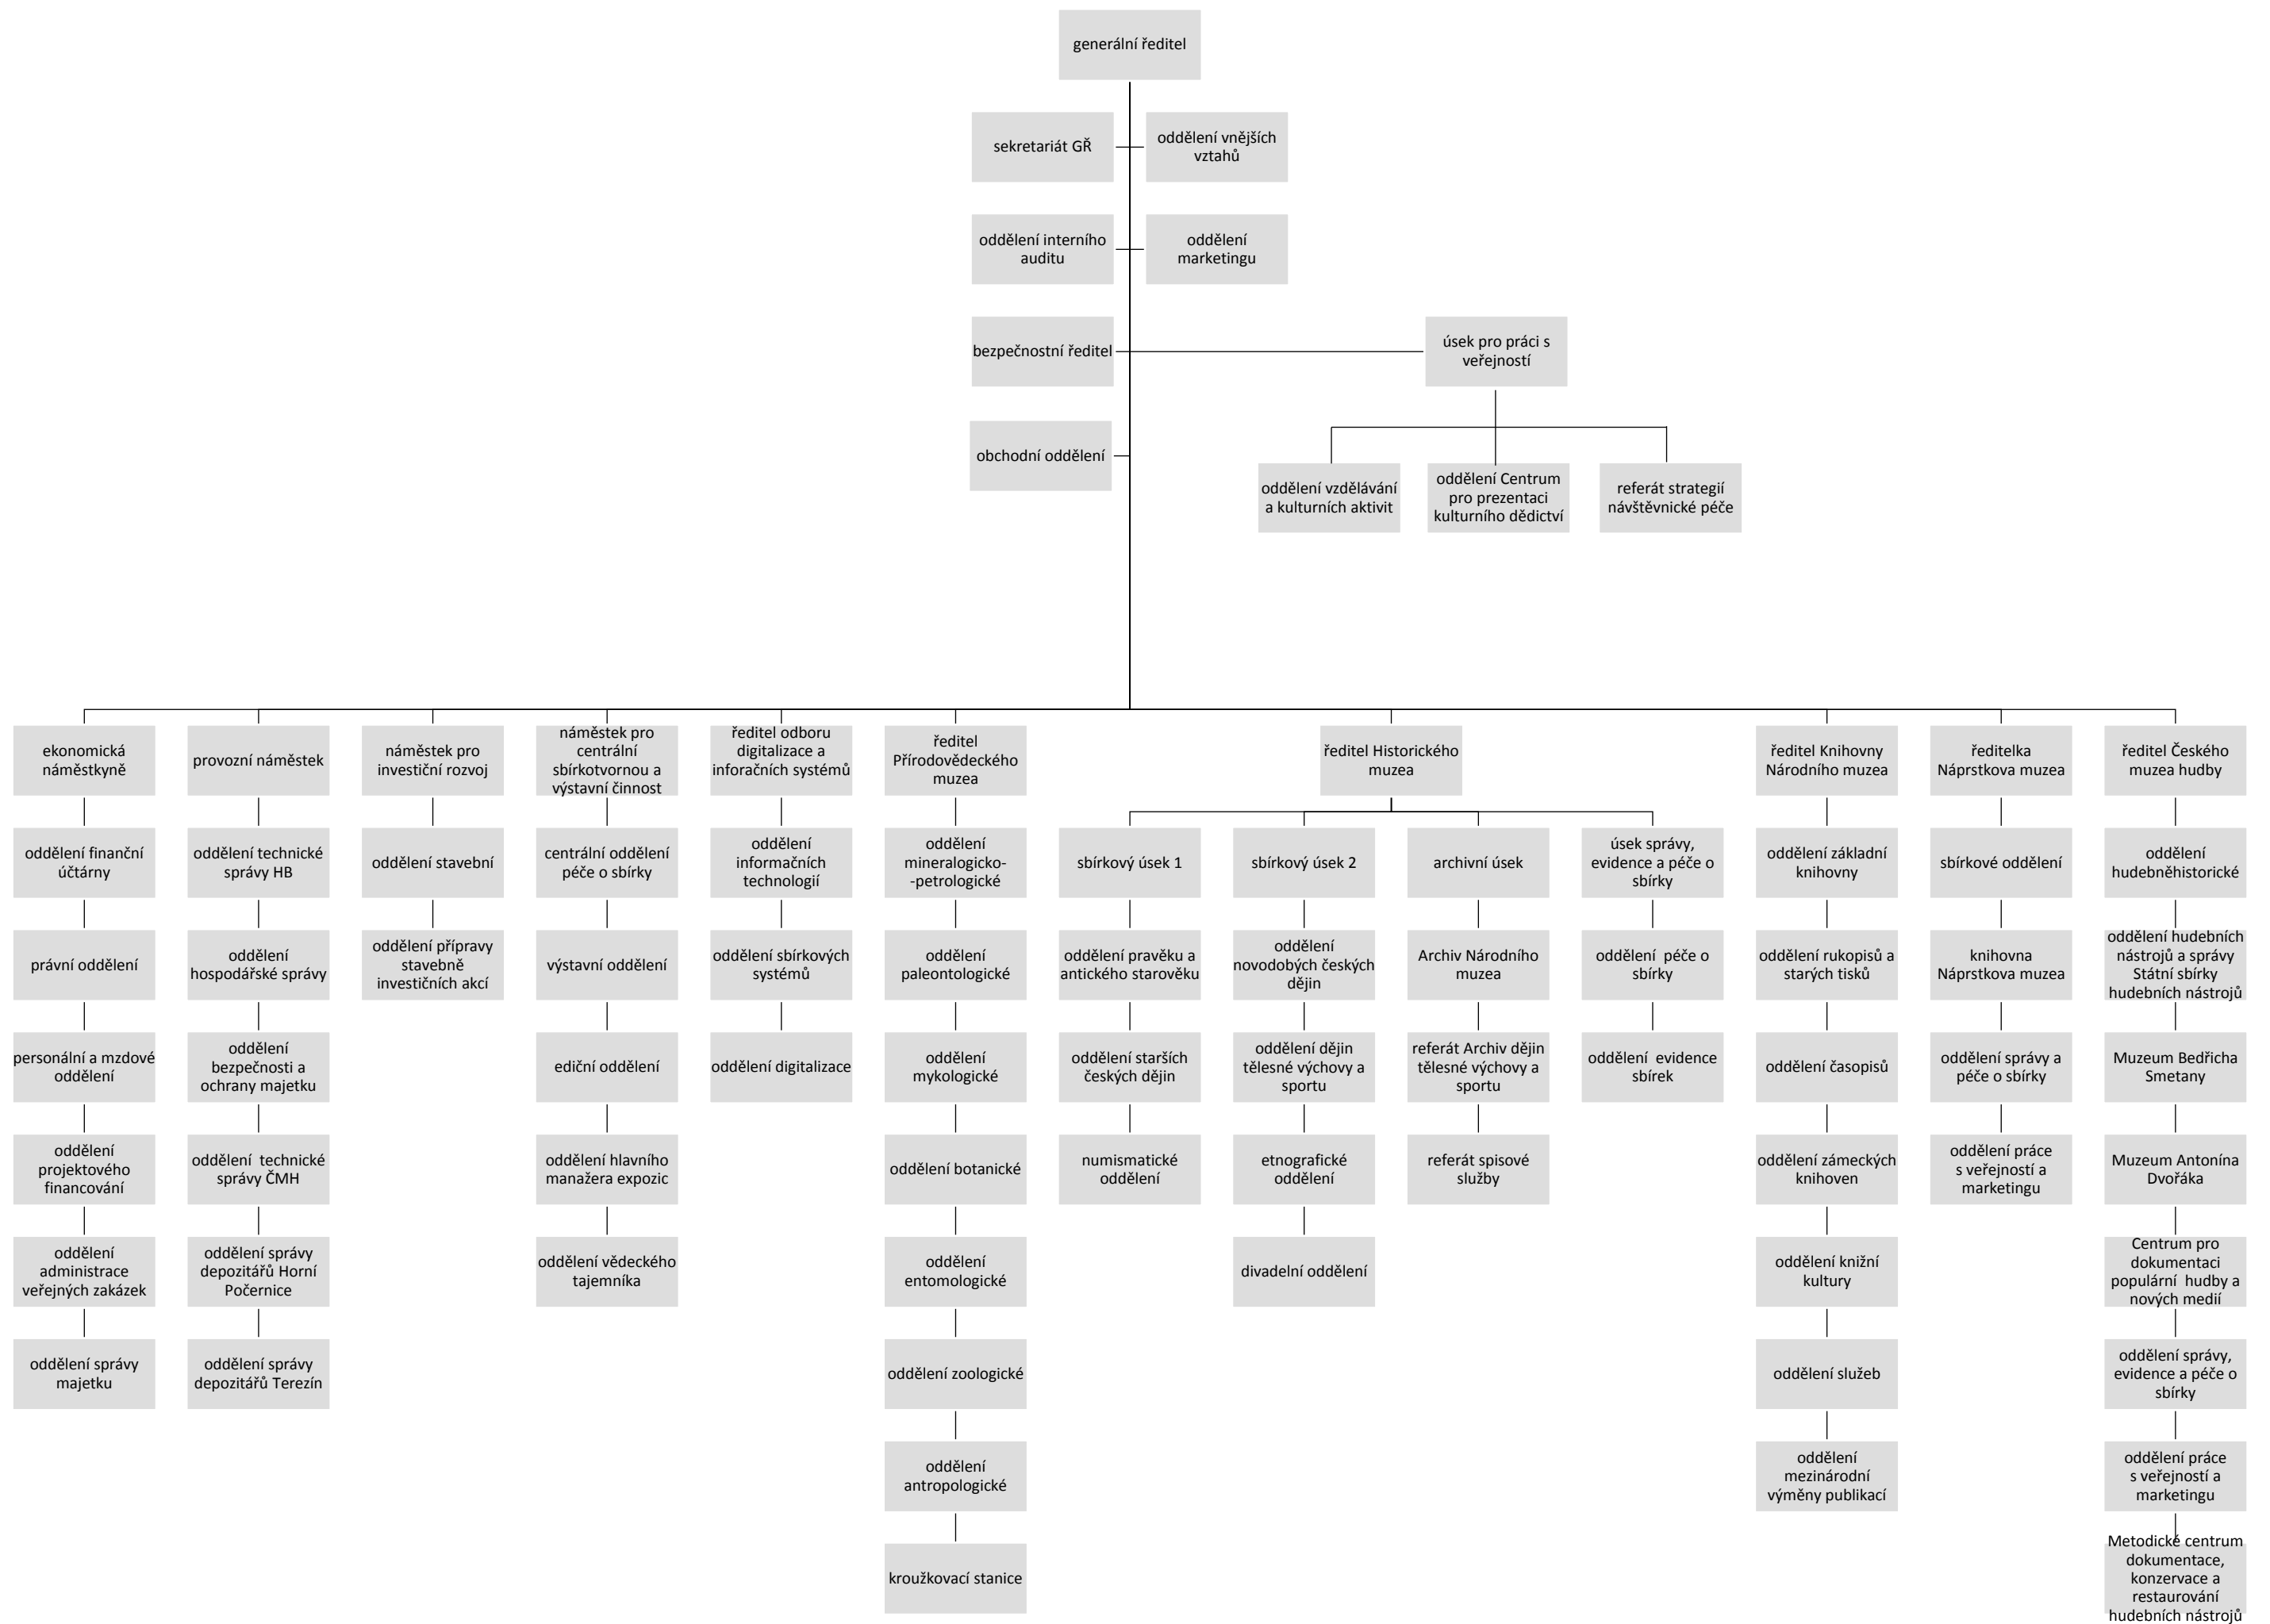 generální ředitel
sekretariát GŘ
oddělení vnějších
vztahů
oddělení interního
auditu
oddělení
marketingu
bezpečnostní ředitel
úsek pro práci s
veřejností
obchodní oddělení
oddělení vzdělávání
a kulturních aktivit
oddělení Centrum
pro prezentaci
kulturního dědictví
referát strategií
návštěvnické péče
ekonomická
náměstkyně
oddělení finanční
účtárny
právní oddělení
personální a mzdové
oddělení
oddělení
projektového
financování
oddělení
administrace
veřejných zakázek
oddělení správy
majetku
provozní náměstek
oddělení technické
správy HB
oddělení
hospodářské správy
oddělení
bezpečnosti a
ochrany majetku
oddělení  technické
správy ČMH
oddělení správy
depozitářů Horní
Počernice
oddělení správy
depozitářů Terezín
náměstek pro
investiční rozvoj
oddělení stavební
oddělení přípravy
stavebně
investičních akcí
náměstek pro
centrální
sbírkotvornou a
výstavní činnost
centrální oddělení
péče o sbírky
výstavní oddělení
ediční oddělení
oddělení hlavního
manažera expozic
oddělení vědeckého
tajemníka
ředitel odboru
digitalizace a
inforačních systémů
oddělení
informačních
technologií
oddělení sbírkových
systémů
oddělení digitalizace
ředitel
Přírodovědeckého
muzea
oddělení
mineralogicko-
-petrologické
oddělení
paleontologické
oddělení
mykologické
oddělení botanické
oddělení
entomologické
oddělení zoologické
oddělení
antropologické
kroužkovací stanice
ředitel Historického
muzea
sbírkový úsek 1
oddělení pravěku a
antického starověku
oddělení starších
českých dějin
numismatické
oddělení
sbírkový úsek 2
oddělení
novodobých českých
dějin
oddělení dějin
tělesné výchovy a
sportu
etnografické
oddělení
divadelní oddělení
archivní úsek
Archiv Národního
muzea
referát Archiv dějin
tělesné výchovy a
sportu
referát spisové
služby
úsek správy,
evidence a péče o
sbírky
oddělení  péče o
sbírky
oddělení  evidence
sbírek
ředitel Knihovny
Národního muzea
oddělení základní
knihovny
oddělení rukopisů a
starých tisků
oddělení časopisů
oddělení zámeckých
knihoven
oddělení knižní
kultury
oddělení služeb
oddělení
mezinárodní
výměny publikací
ředitelka
Náprstkova muzea
sbírkové oddělení
knihovna
Náprstkova muzea
oddělení správy a
péče o sbírky
oddělení práce
s veřejností a
marketingu
ředitel Českého
muzea hudby
oddělení
hudebněhistorické
oddělení hudebních
nástrojů a správy
Státní sbírky
hudebních nástrojů
Muzeum Bedřicha
Smetany
Muzeum Antonína
Dvořáka
Centrum pro
dokumentaci
populární  hudby a
nových medií
oddělení správy,
evidence a péče o
sbírky
oddělení práce
s veřejností a
marketingu
Metodické centrum
dokumentace,
konzervace a
restaurování
hudebních nástrojů